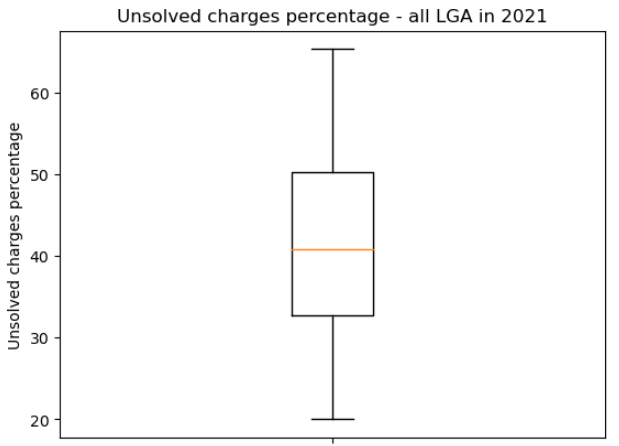 Unsolved charges percentage - all LGA in 2021
Unsolved charges percentage
60
50
40
30
20